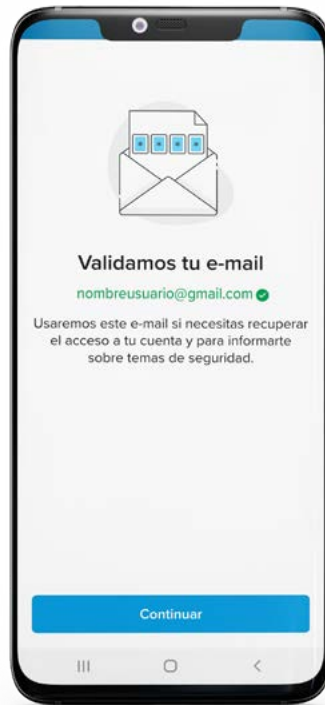 Validamos tu e-mail
nombreusuario@gmail.com
Usaremos este e-mail si necesitas recuperar
el acceso a tu cuenta y para informarte
sobre temas de seguridad.
Continuar